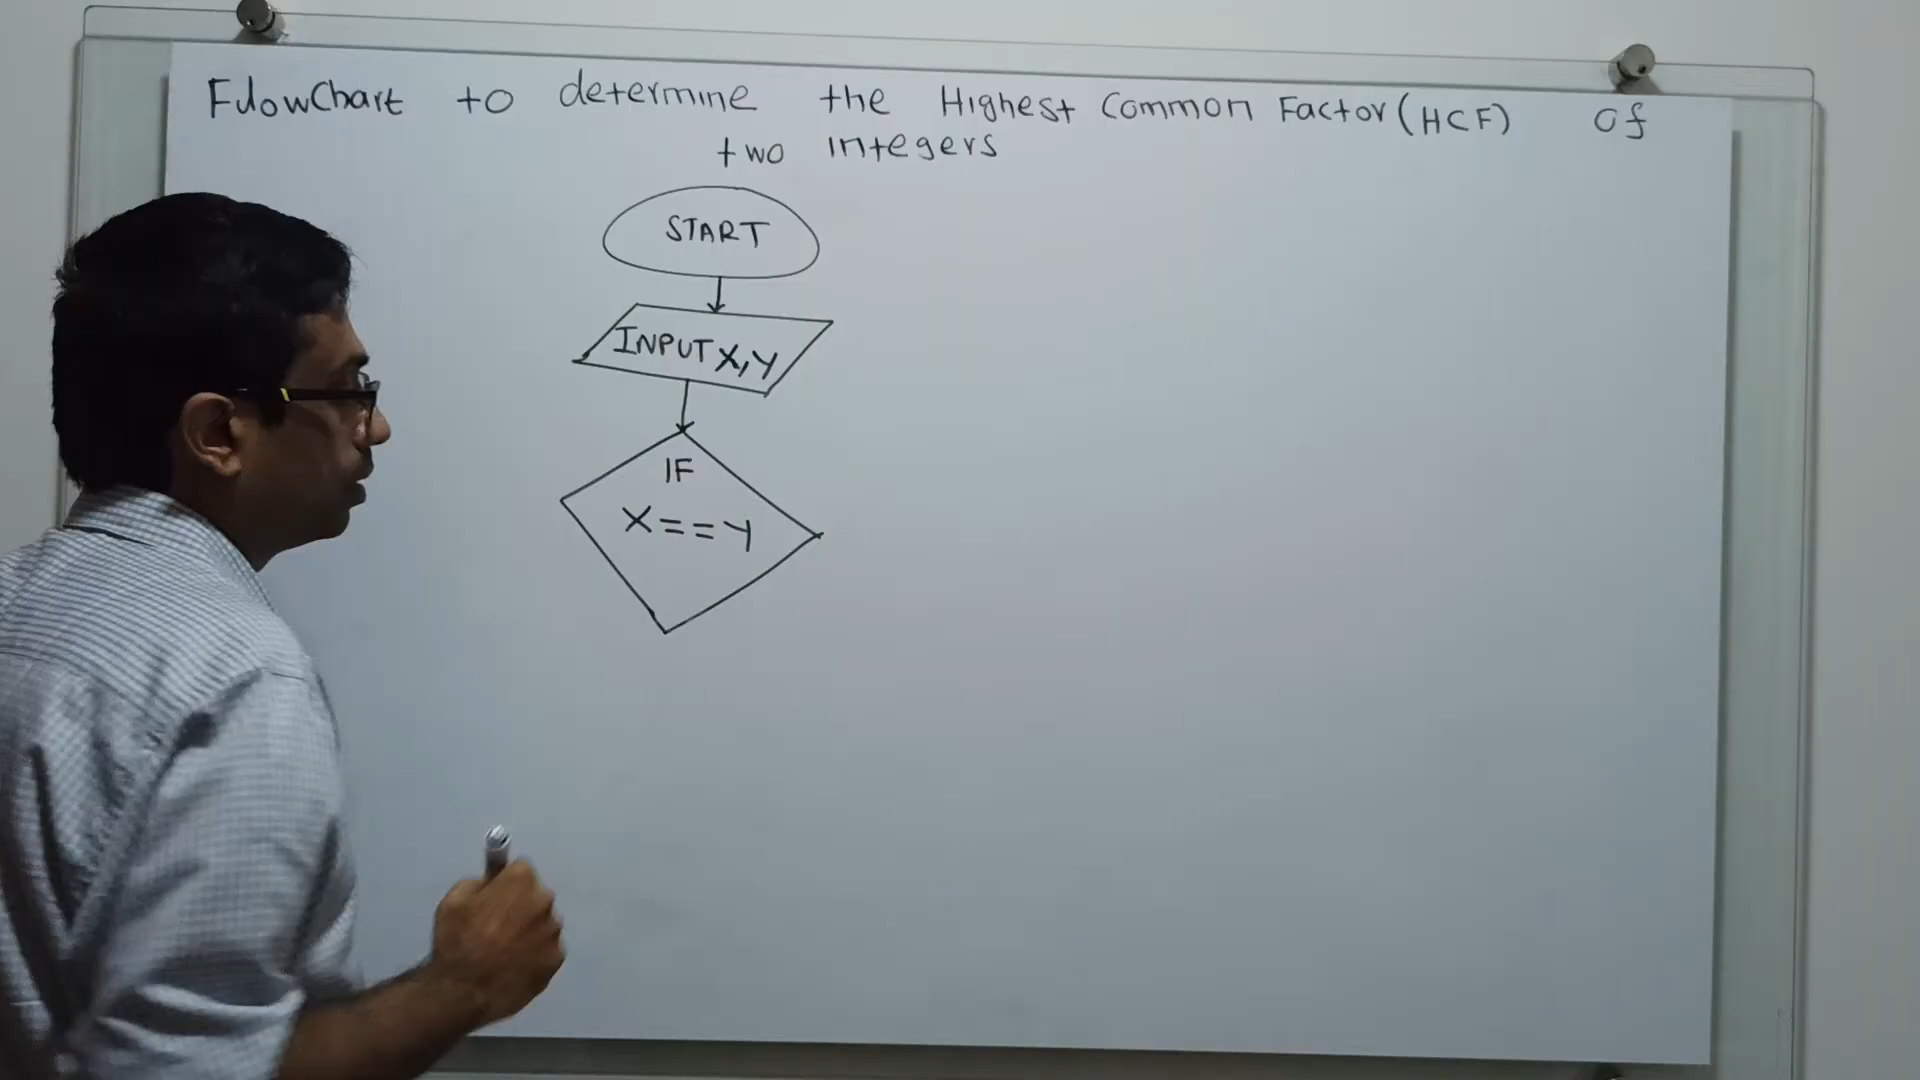 FlowChart to determine the Highest Common Factor (HCF) of
two integers
START
INPUT X,Y
IF
X==Y